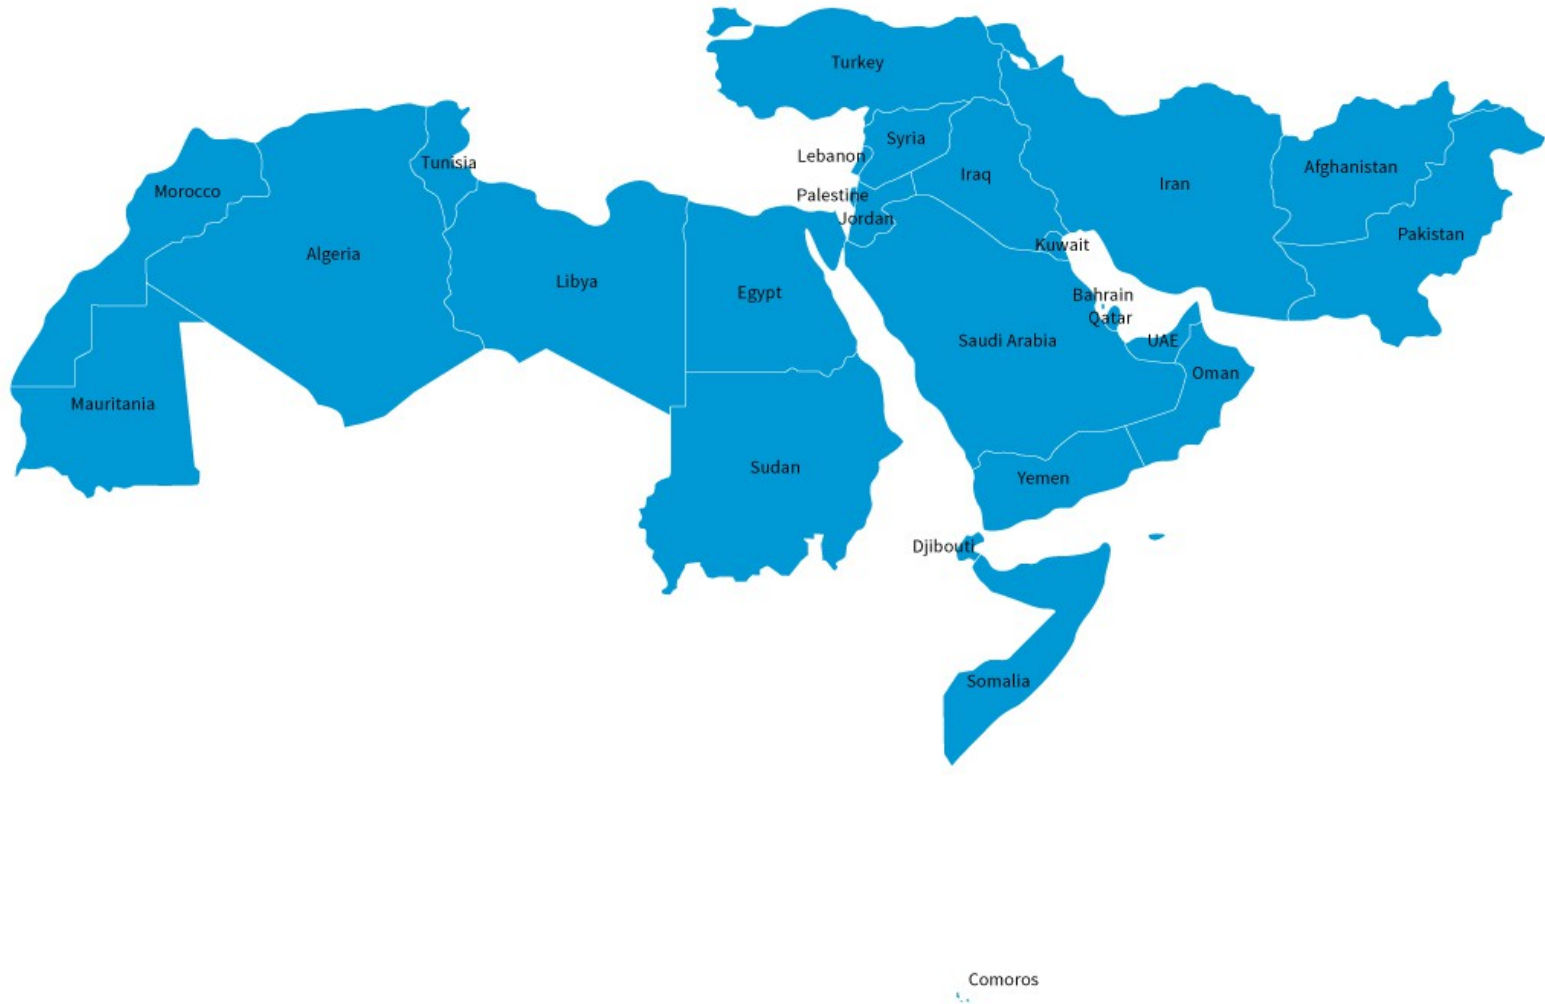 Turkey
Syria
Lebanon
Tunisia
Iraq
Afghanistan
Iran
Morocco
Palestine
Jordan
Pakistan
Kuwait
Algeria
Libya
Egypt
Bahrain
Qatar
Saudi Arabia
UAE
Oman
Mauritania
Sudan
Yemen
Djibouti
Somalia
Comoros